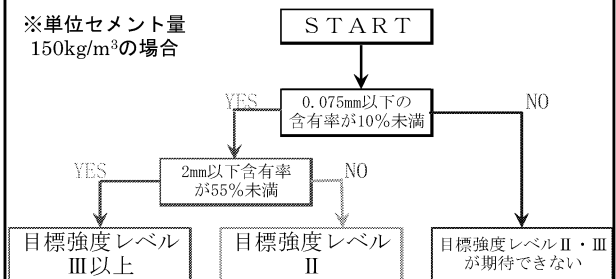 ※単位セメント量
150kg/m³の場合
START
YES
0.075mm以下の
含有率が10%未満
NO
YES
2mm以下含有率
が55%未満
NO
目標強度レベル
Ⅲ以上
目標強度レベル
Ⅱ
目標強度レベルⅡ・Ⅲ
が期待できない